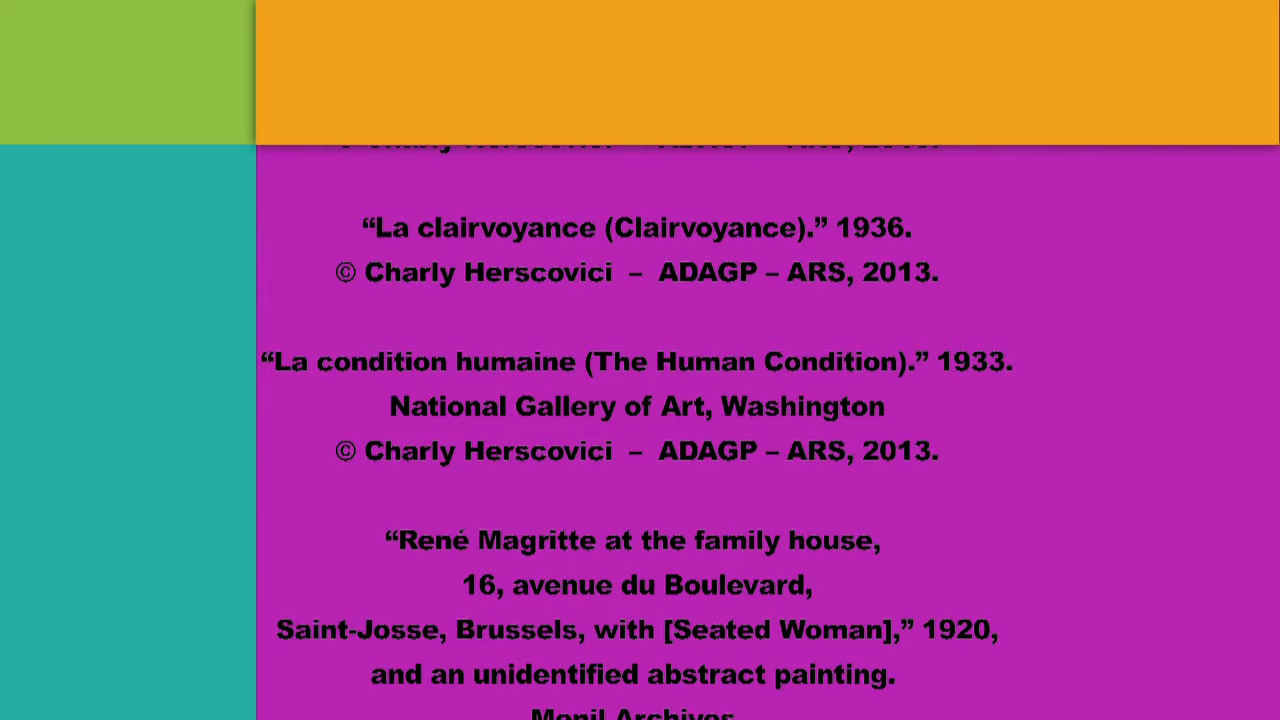 “La clairvoyance (Clairvoyance).” 1936.
© Charly Herscovici – ADAGP – ARS, 2013.
“La condition humaine (The Human Condition).” 1933.
National Gallery of Art, Washington
© Charly Herscovici – ADAGP – ARS, 2013.
“René Magritte at the family house,
16, avenue du Boulevard,
Saint-Josse, Brussels, with [Seated Woman],” 1920,
and an unidentified abstract painting.
Menil Archives